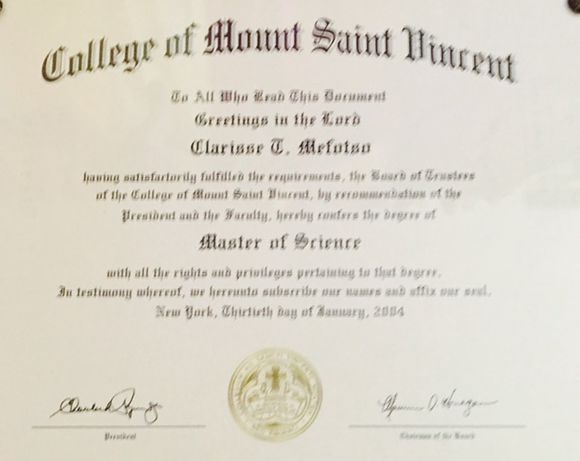 College of Mount Saint Vincent
To All Who Read This Document
Greetings in the Lord
Clarisse T. Mefotso
having satisfactorily fulfilled the requirements, the Board of Trustees
of the College of Mount Saint Vincent, by recommendation of the
President and the Faculty, hereby confers the degree of
Master of Science
with all the rights and privileges pertaining to that degree.
In testimony whereof, we hereunto subscribe our names and affix our seal.
New York, Thirtieth day of January, 2004
President
Chairman of the Board